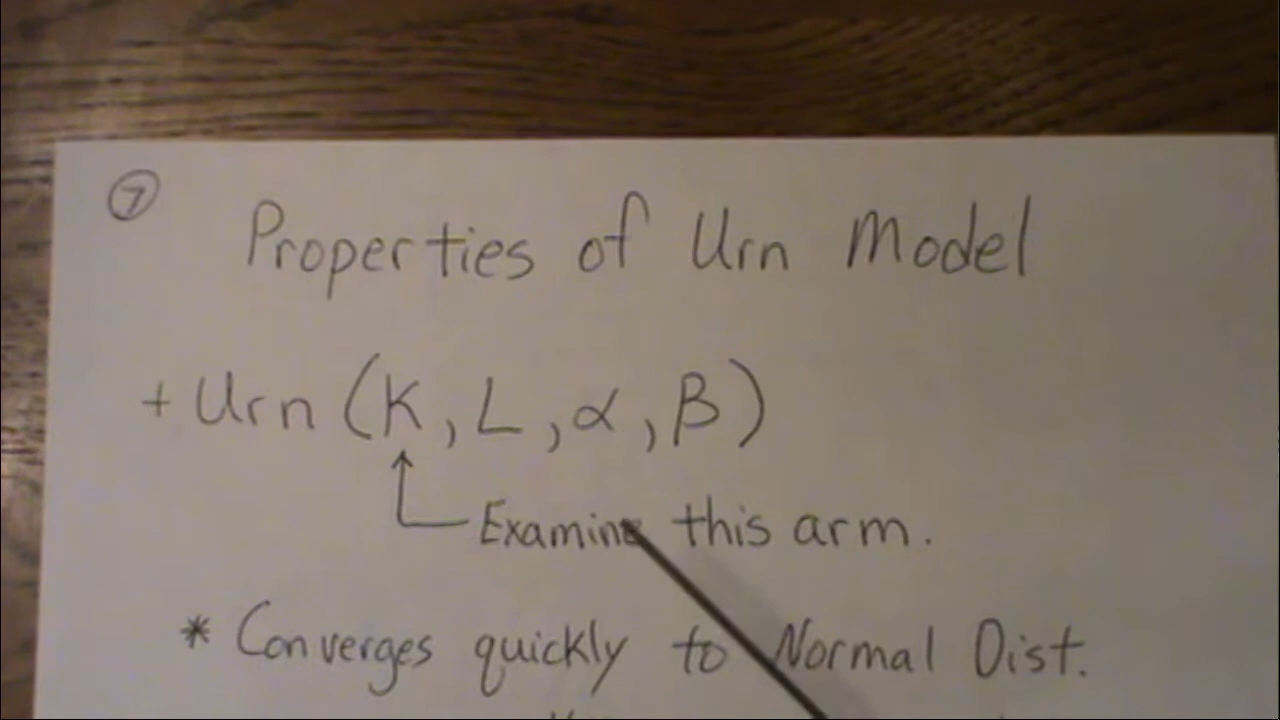 ⑦
Properties of Urn Model
+ Urn (K, L, α, β)
Examine this arm.
* Converges quickly to Normal Dist.